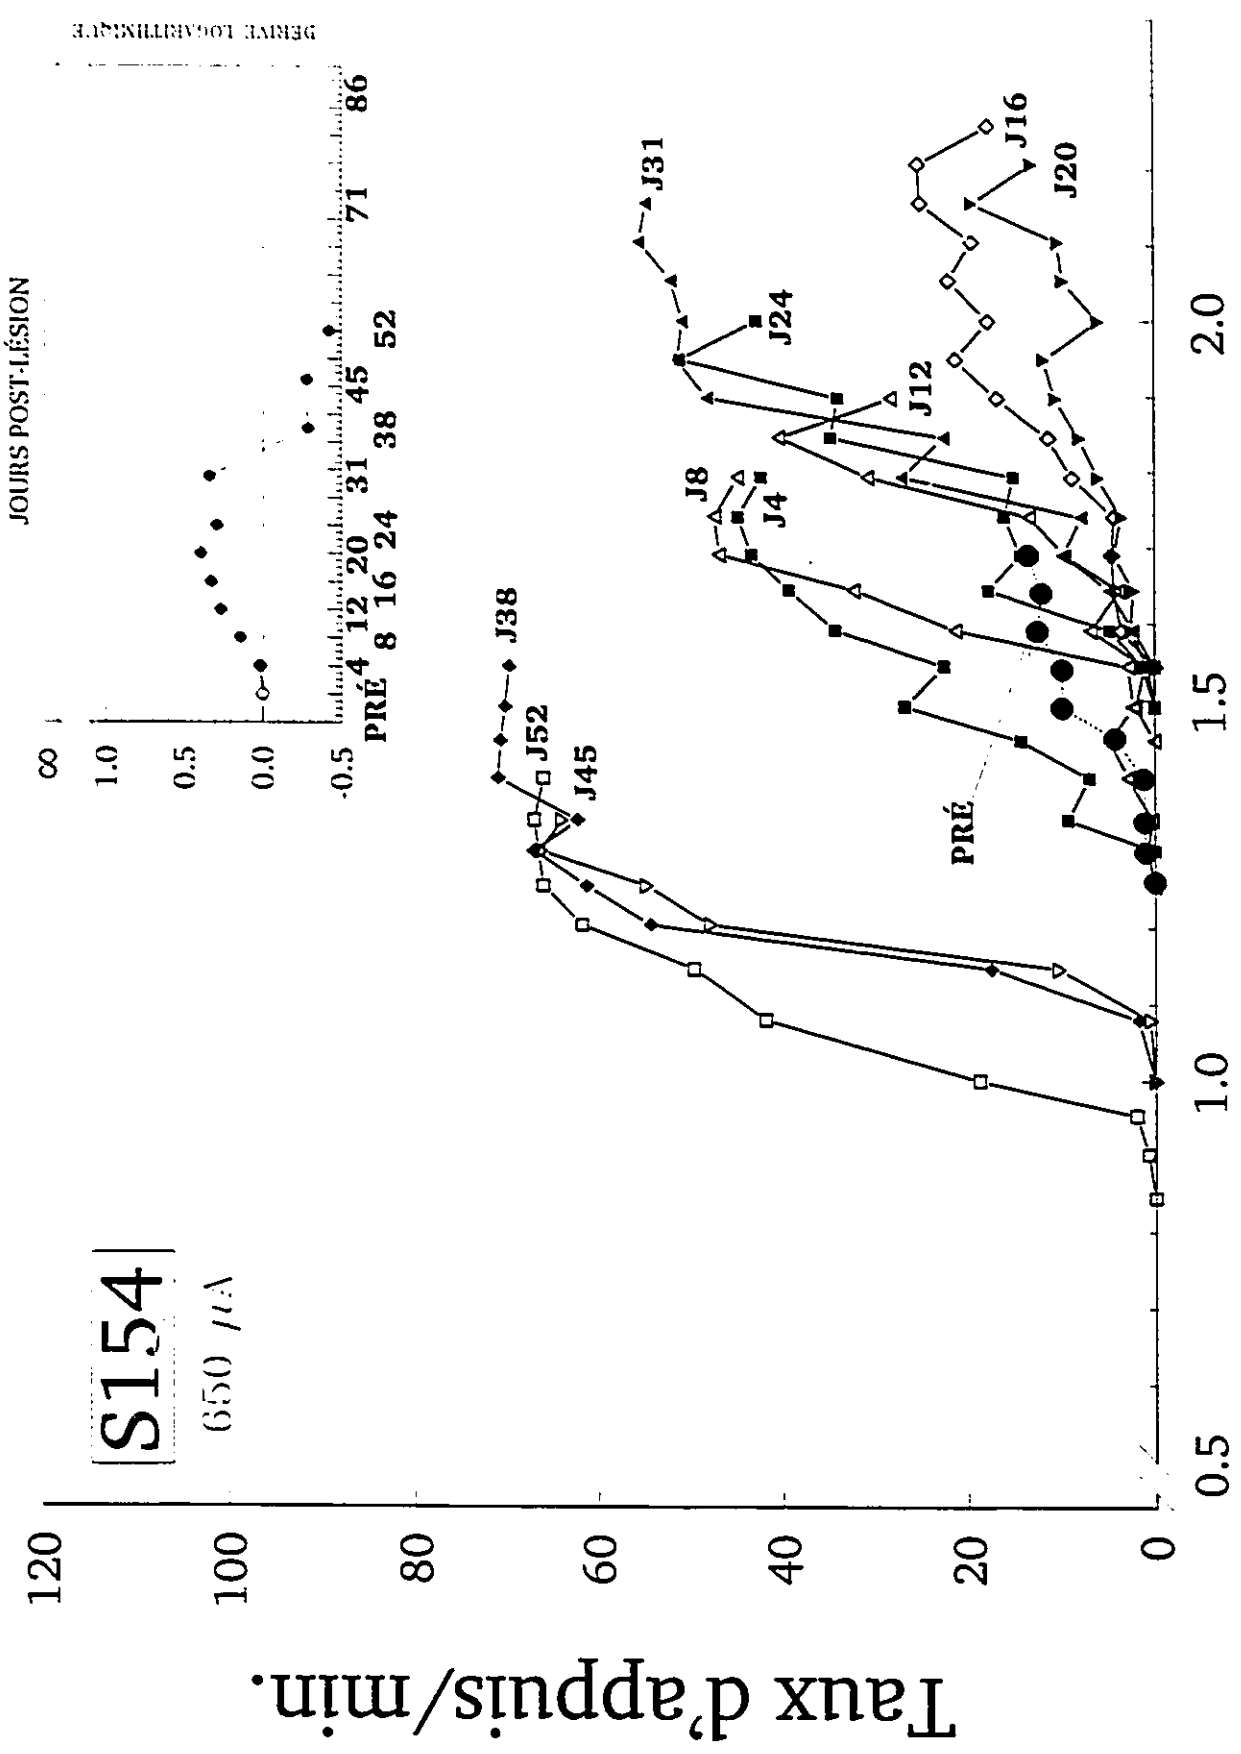 S154
650 µA
JOURS POST-LÉSION
DÉRIVE LOGARITHMIQUE
∞
1.0
0.5
0.0
-0.5
PRÉ 4 8 12 16 20 24 31 38 45 52 71 86
J38
J52
J45
J8
J4
J31
J24
J12
J16
J20
PRÉ
Taux d'appuis/min.
120
100
80
60
40
20
0
0.5 1.0 1.5 2.0